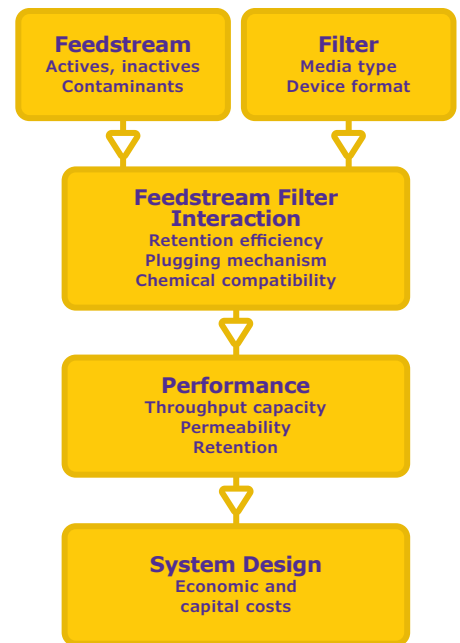 Feedstream
Actives, inactives
Contaminants
Filter
Media type
Device format
Feedstream Filter
Interaction
Retention efficiency
Plugging mechanism
Chemical compatibility
Performance
Throughput capacity
Permeability
Retention
System Design
Economic and
capital costs